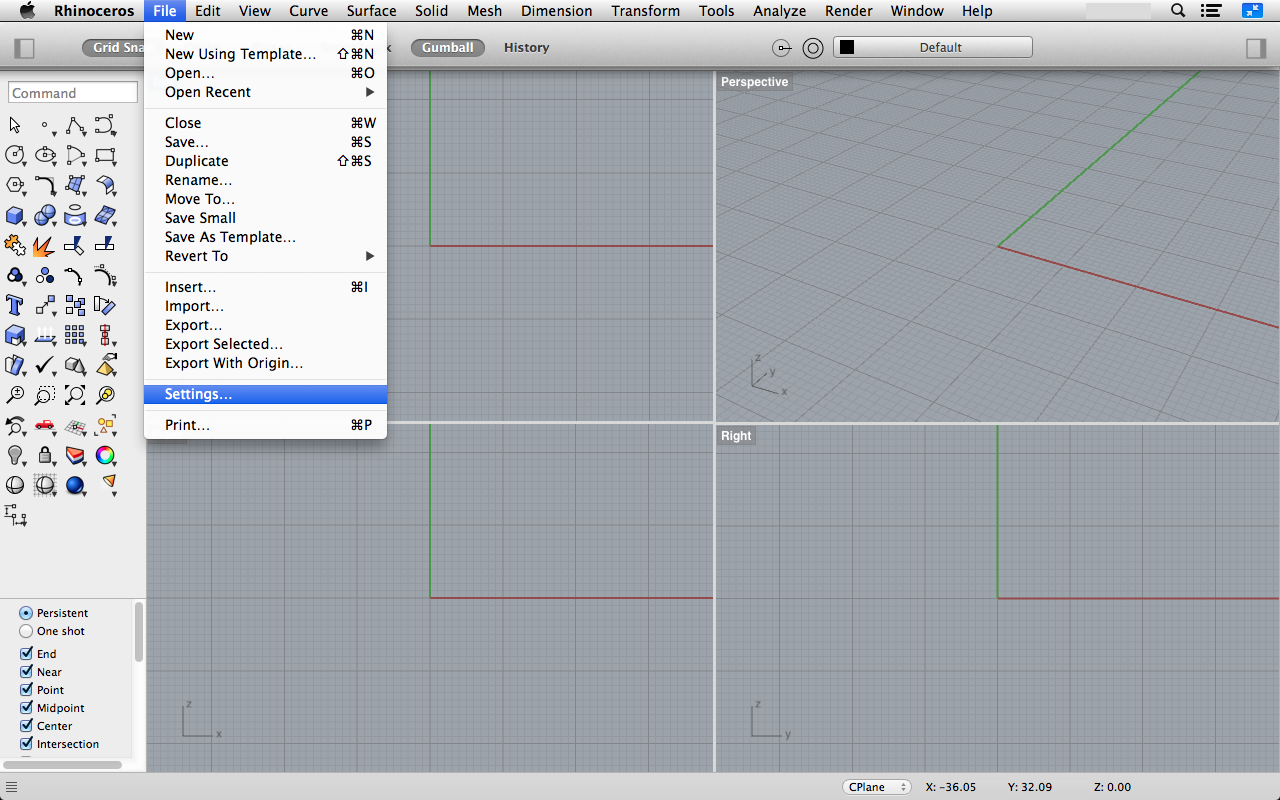 Rhinoceros File Edit View Curve Surface Solid Mesh Dimension Transform Tools Analyze Render Window Help
Grid Sna
k
Gumball
History
Default
Command
New ⌘N
New Using Template... ⇧⌘N
Open... ⌘O
Open Recent
Close ⌘W
Save... ⌘S
Duplicate ⇧⌘S
Rename...
Move To...
Save Small
Save As Template...
Revert To
Insert... ⌘I
Import...
Export...
Export Selected...
Export With Origin...
Settings...
Print... ⌘P
Perspective
z
y
x
Right
z
x
z
y
Persistent
One shot
End
Near
Point
Midpoint
Center
Intersection
CPlane X: -36.05 Y: 32.09 Z: 0.00